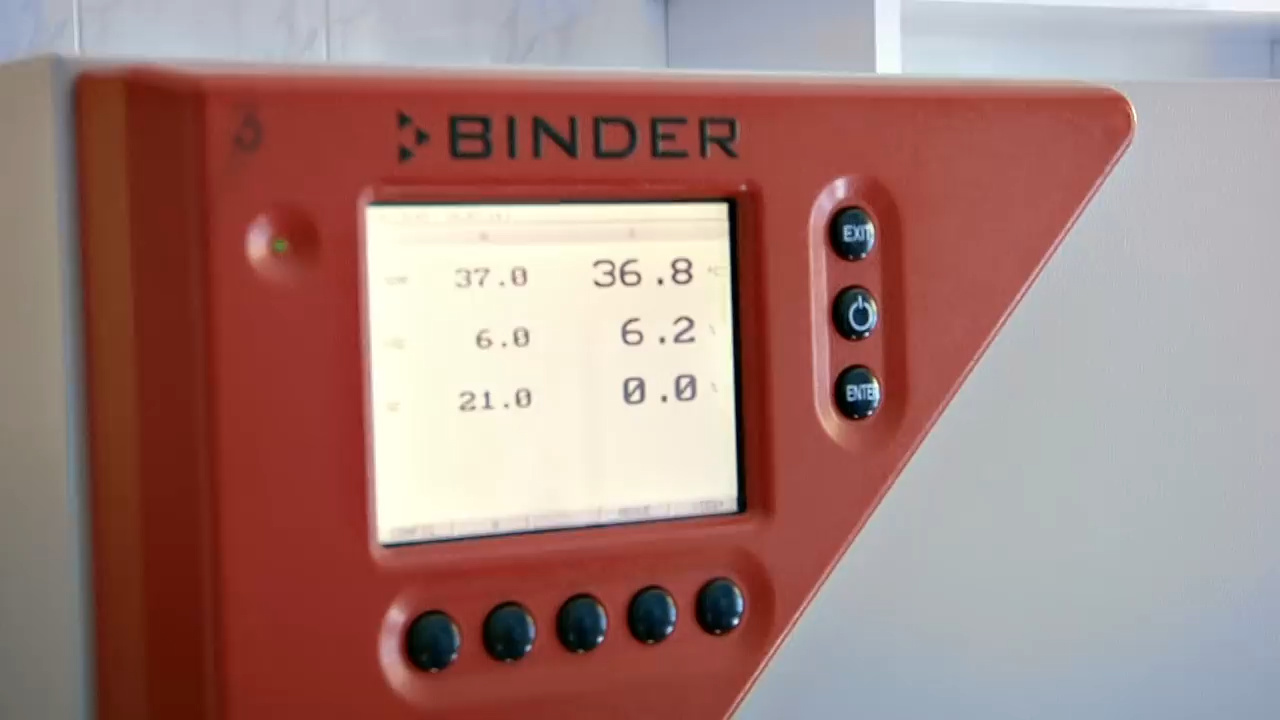 BINDER
EXIT
37.0 36.8 °C
6.0 6.2
21.0 0.0
ENTER